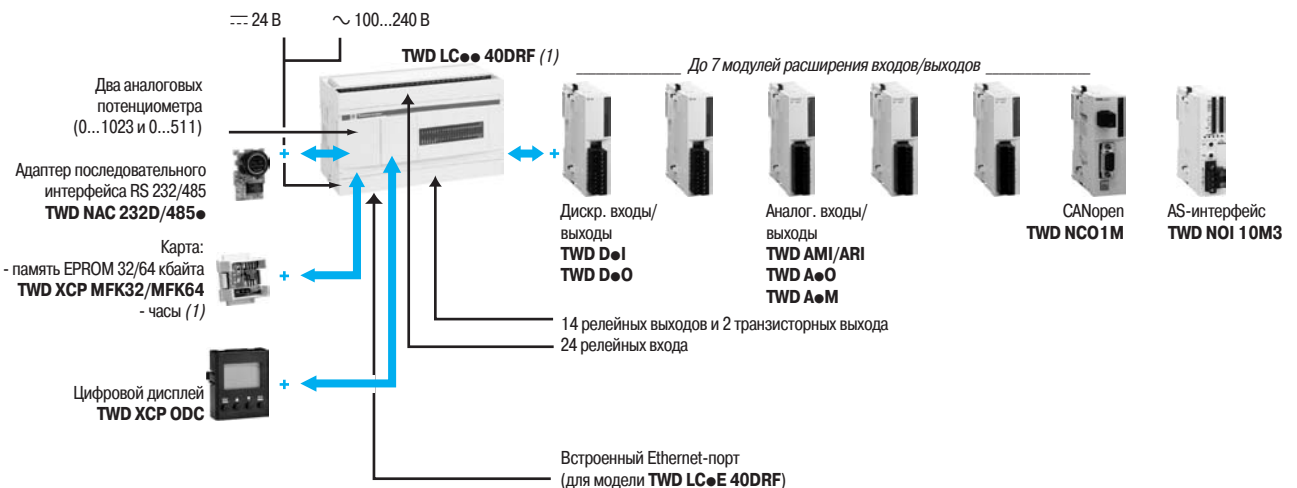 ⎓ 24 В
∿ 100...240 В
TWD LC●● 40DRF (1)
До 7 модулей расширения входов/выходов
Два аналоговых
потенциометра
(0...1023 и 0...511)
Адаптер последовательного
интерфейса RS 232/485
TWD NAC 232D/485●
Карта:
- память EPROM 32/64 кбайта
TWD XCP MFK32/MFK64
- часы (1)
Цифровой дисплей
TWD XCP ODC
Дискр. входы/
выходы
TWD D●I
TWD D●O
Аналог. входы/
выходы
TWD AMI/ARI
TWD A●O
TWD A●M
CANopen
TWD NCO1M
AS-интерфейс
TWD NOI 10M3
14 релейных выходов и 2 транзисторных выхода
24 релейных входа
Встроенный Ethernet-порт
(для модели TWD LC●E 40DRF)